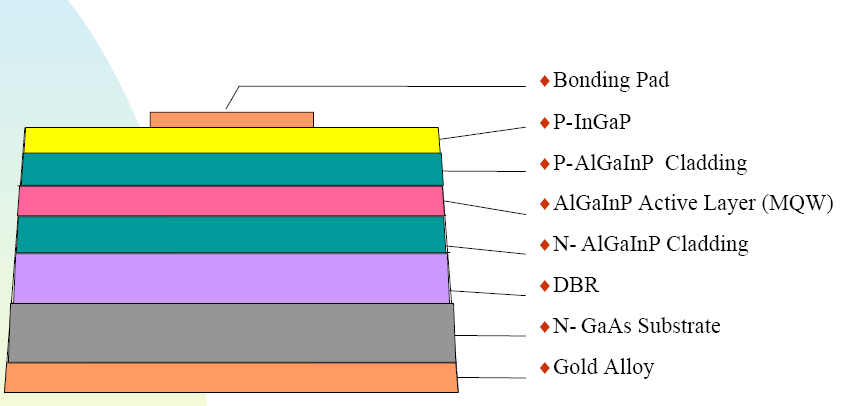 ♦Bonding Pad
♦P-InGaP
♦P-AlGaInP Cladding
♦AlGaInP Active Layer (MQW)
♦N- AlGaInP Cladding
♦DBR
♦N- GaAs Substrate
♦Gold Alloy